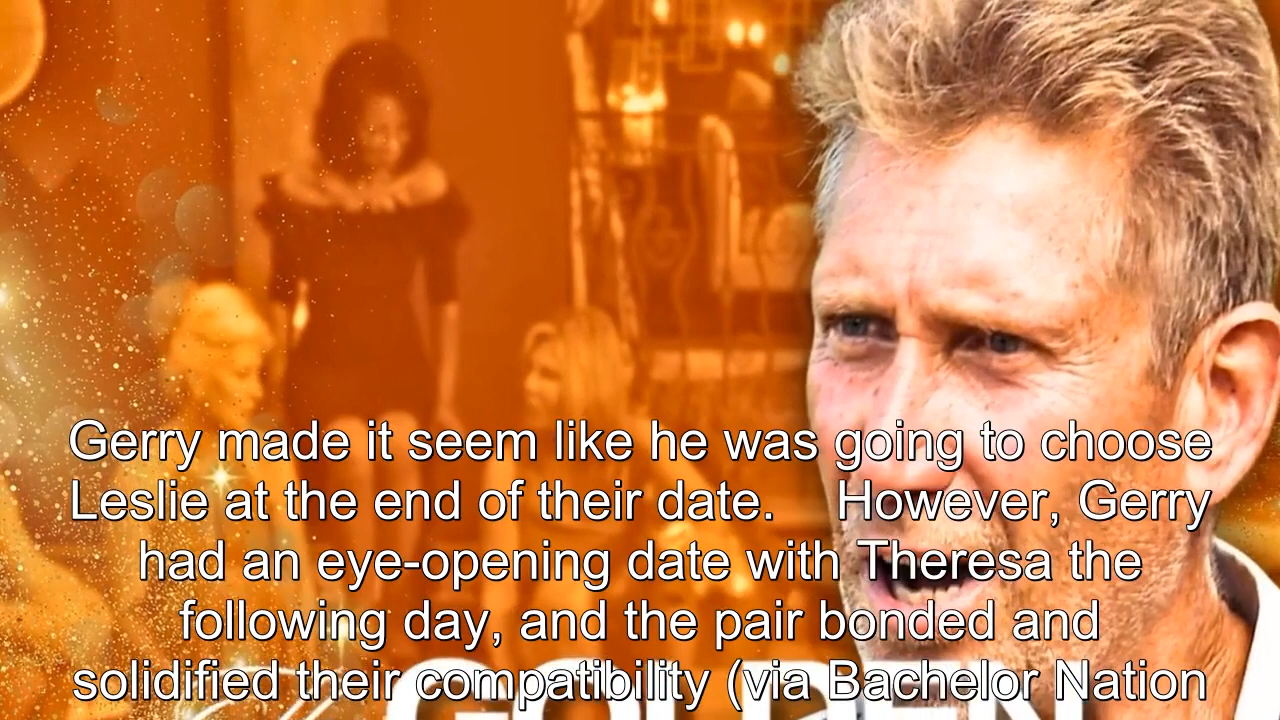 Gerry made it seem like he was going to choose
Leslie at the end of their date. However, Gerry
had an eye-opening date with Theresa the
following day, and the pair bonded and
solidified their compatibility (via Bachelor Nation
GOLDEN